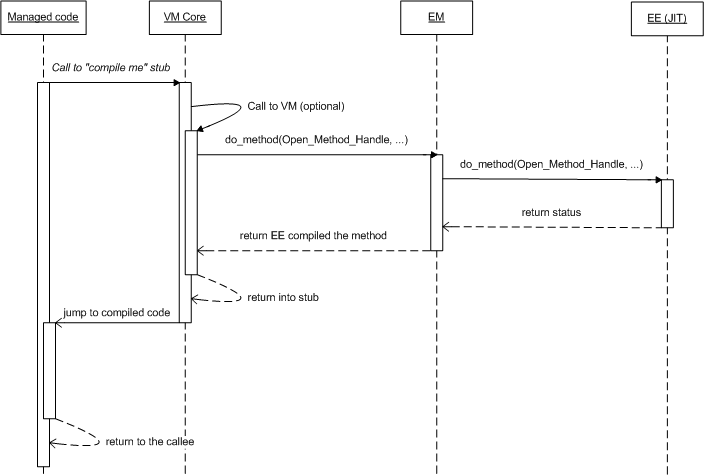 Managed code
VM Core
EM
EE (JIT)
Call to "compile me" stub
Call to VM (optional)
do_method(Open_Method_Handle, ...)
do_method(Open_Method_Handle, ...)
return status
return EE compiled the method
return into stub
jump to compiled code
return to the callee